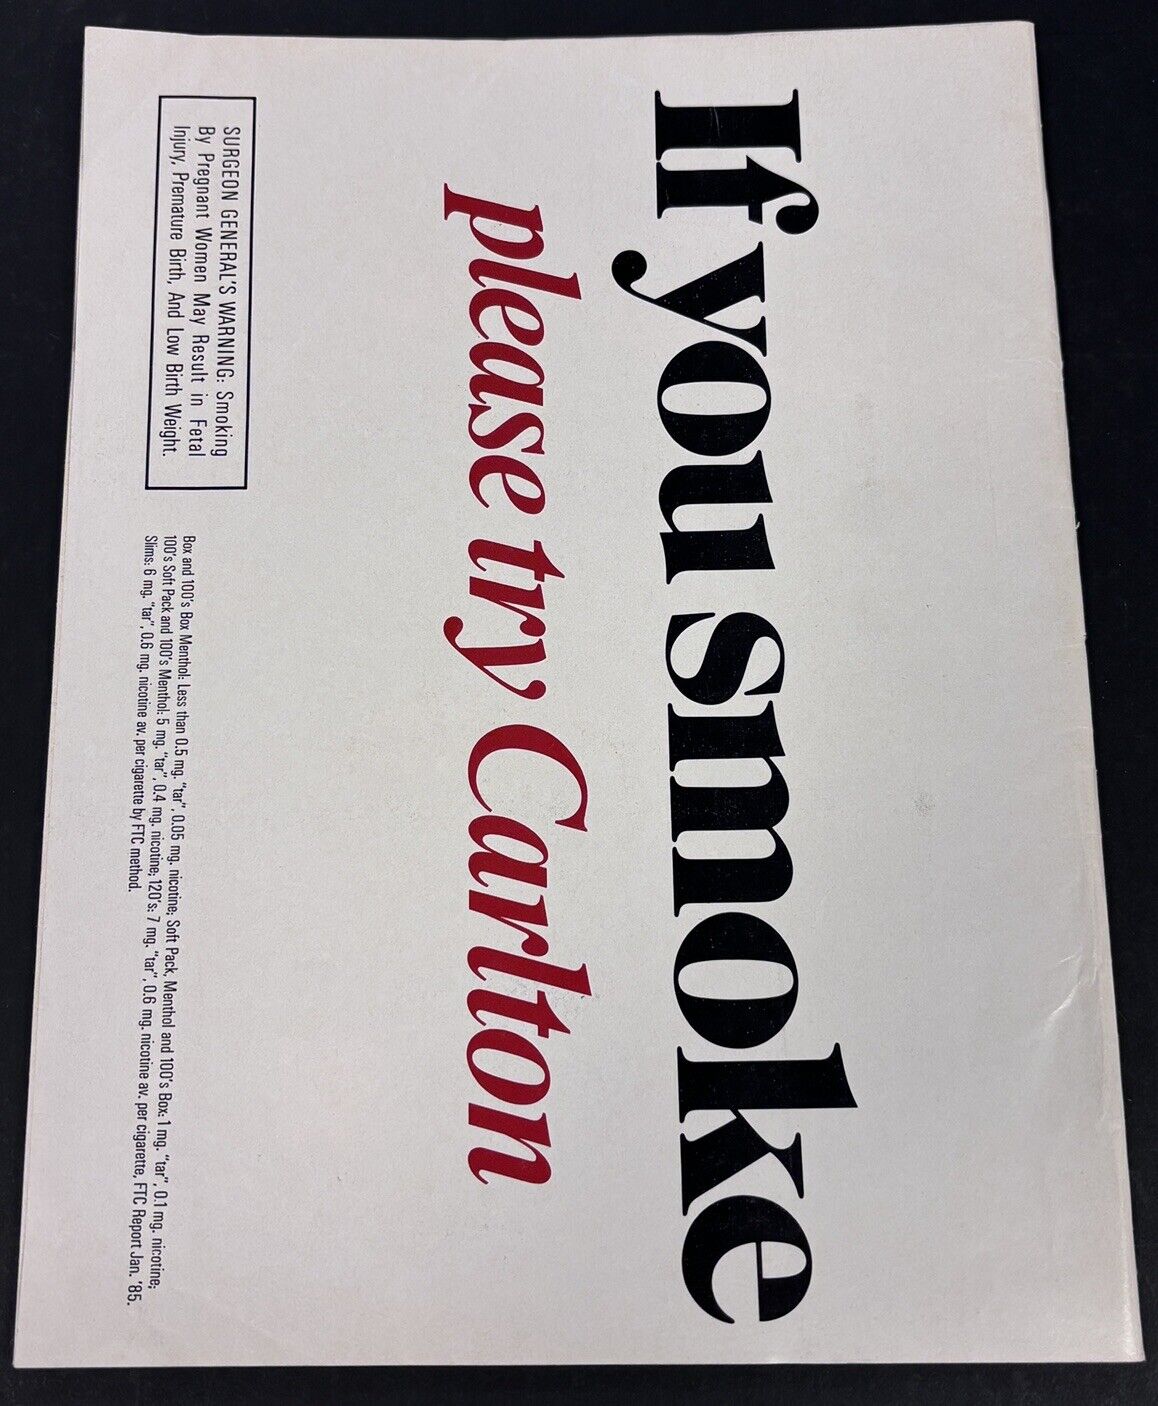 If you smoke
please try Carlton
SURGEON GENERAL'S WARNING: Smoking
By Pregnant Women May Result in Fetal
Injury, Premature Birth, And Low Birth Weight.
Box and 100's Box Menthol: Less than 0.5 mg. "tar", 0.05 mg. nicotine; Soft Pack, Menthol and 100's Box: 1 mg. "tar", 0.1 mg. nicotine;
100's Soft Pack and 100's Menthol: 5 mg. "tar", 0.4 mg. nicotine; 120's: 7 mg. "tar", 0.6 mg. nicotine av. per cigarette, FTC Report Jan. '85.
Slims: 6 mg. "tar", 0.6 mg. nicotine av. per cigarette by FTC method.